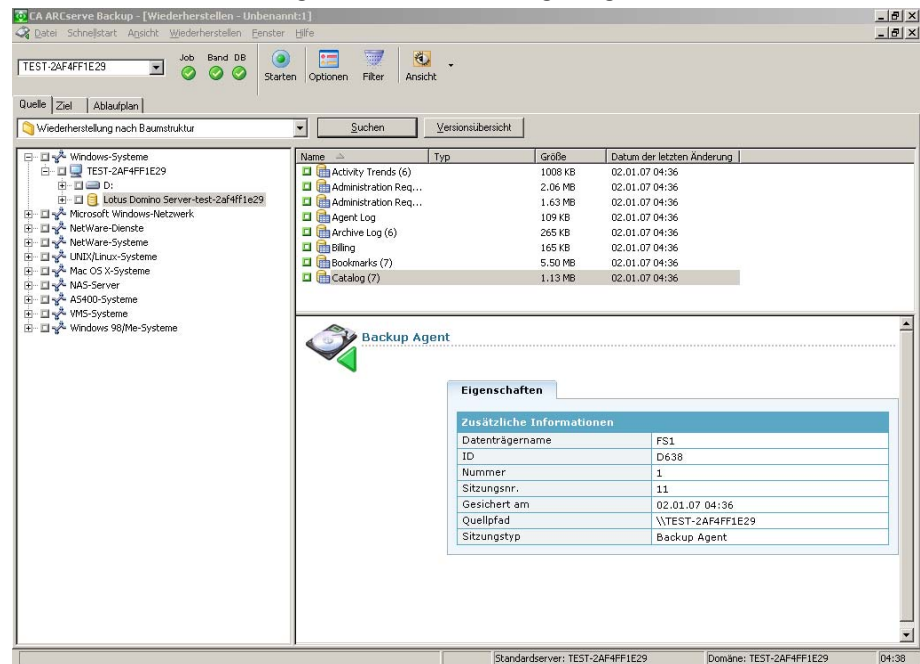 CA ARCserve Backup - [Wiederherstellen - Unbenannt:1]
Datei Schnellstart Ansicht Wiederherstellen Fenster Hilfe
TEST-2AF4FF1E29 Job Band DB Starten Optionen Filter Ansicht
Quelle Ziel Ablaufplan
Wiederherstellung nach Baumstruktur Suchen Versionsübersicht
Windows-Systeme
TEST-2AF4FF1E29
D:
Lotus Domino Server-test-2af4ff1e29
Microsoft Windows-Netzwerk
NetWare-Dienste
NetWare-Systeme
UNIX/Linux-Systeme
Mac OS X-Systeme
NAS-Server
AS400-Systeme
VMS-Systeme
Windows 98/Me-Systeme
Name Typ Größe Datum der letzten Änderung
Activity Trends (6) 1008 KB 02.01.07 04:36
Administration Req... 2.06 MB 02.01.07 04:36
Administration Req... 1.63 MB 02.01.07 04:36
Agent Log 109 KB 02.01.07 04:36
Archive Log (6) 265 KB 02.01.07 04:36
Billing 165 KB 02.01.07 04:36
Bookmarks (7) 5.50 MB 02.01.07 04:36
Catalog (7) 1.13 MB 02.01.07 04:36
Backup Agent
Eigenschaften
Zusätzliche Informationen
Datenträgername FS1
ID D638
Nummer 1
Sitzungsnr. 11
Gesichert am 02.01.07 04:36
Quellpfad \\TEST-2AF4FF1E29
Sitzungstyp Backup Agent
Standardserver: TEST-2AF4FF1E29 Domäne: TEST-2AF4FF1E29 04:38